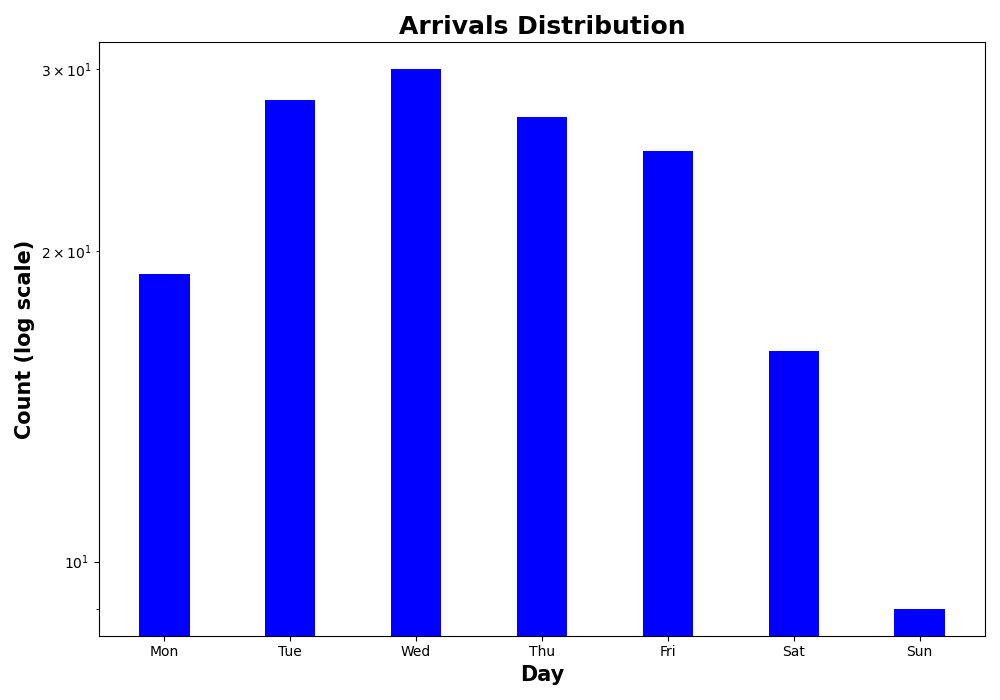 Arrivals Distribution
3 × 10¹
2 × 10¹
10¹
Count (log scale)
Mon Tue Wed Thu Fri Sat Sun
Day